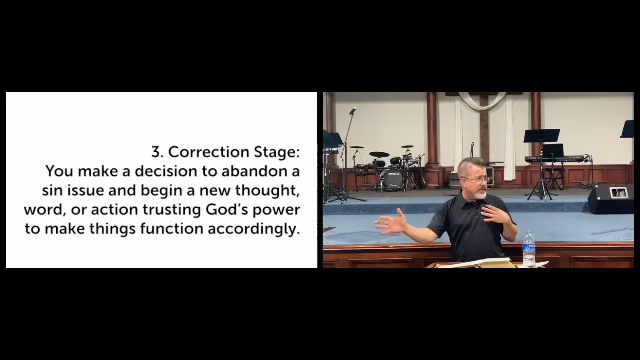 3. Correction Stage:
You make a decision to abandon a
sin issue and begin a new thought,
word, or action trusting God's power
to make things function accordingly.